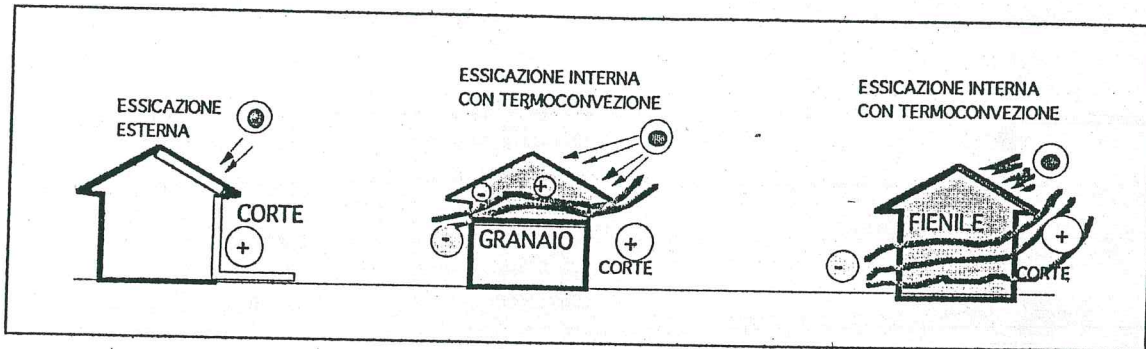 ESSICAZIONE
ESTERNA
CORTE
+
ESSICAZIONE INTERNA
CON TERMOCONVEZIONE
- +
-
GRANAIO
+
CORTE
ESSICAZIONE INTERNA
CON TERMOCONVEZIONE
FIENILE
+
-
CORTE